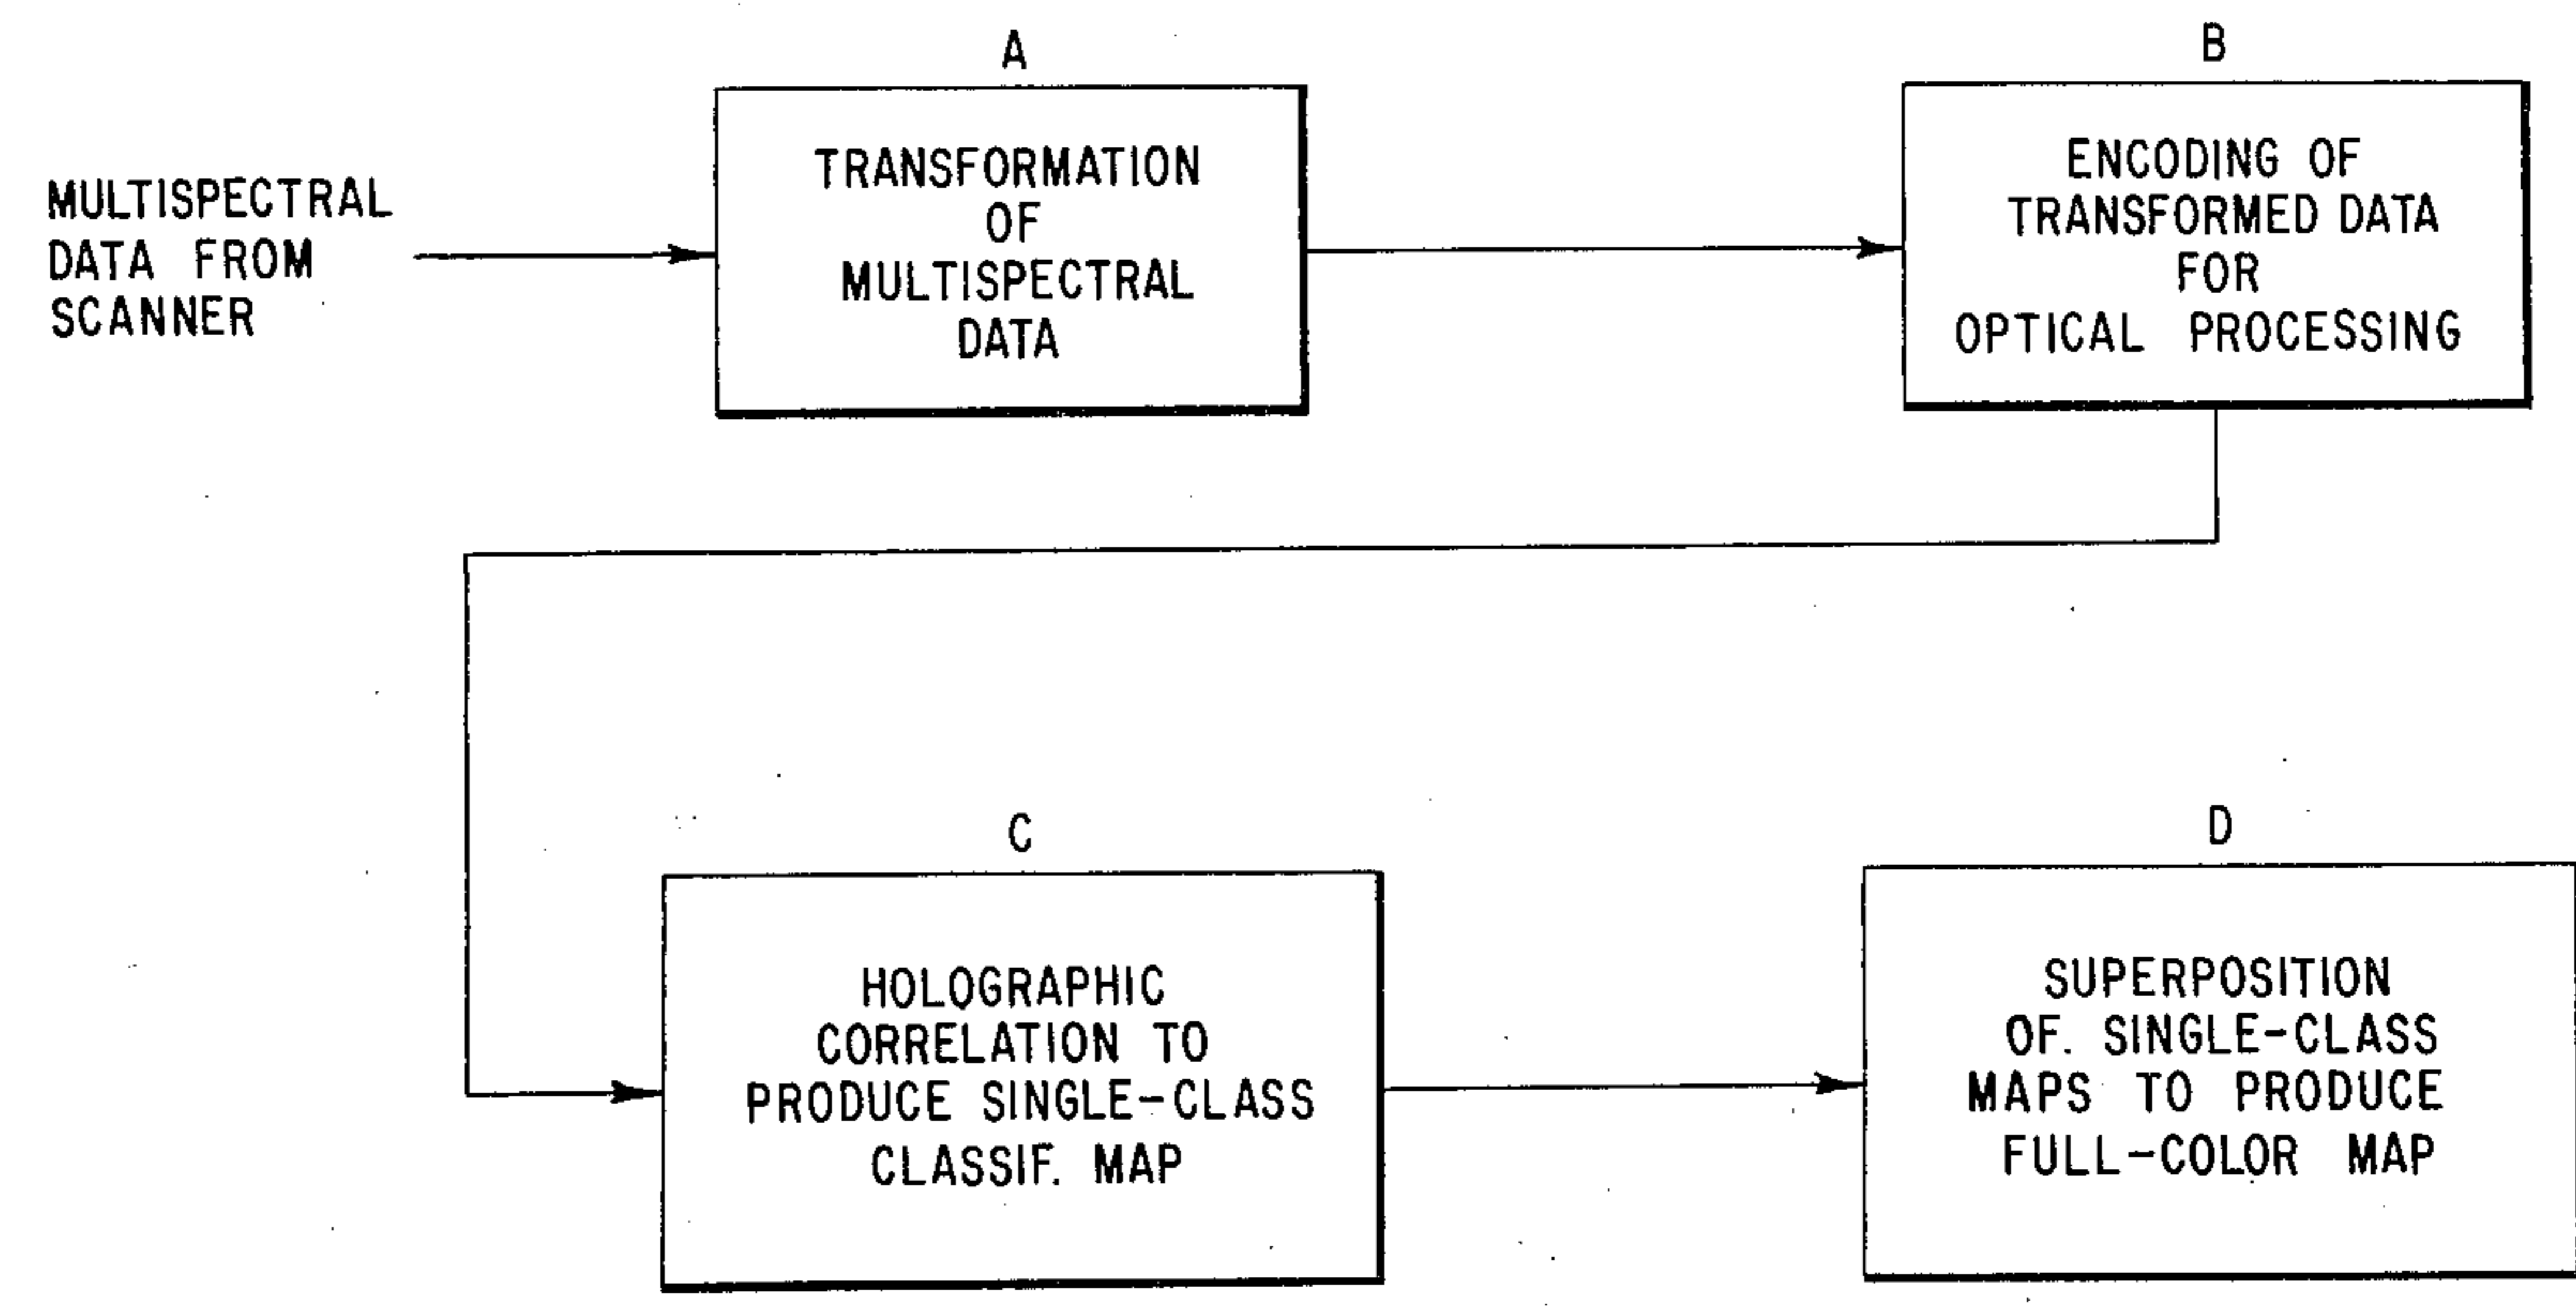 MULTISPECTRAL
DATA FROM
SCANNER
A
TRANSFORMATION
OF
MULTISPECTRAL
DATA
B
ENCODING OF
TRANSFORMED DATA
FOR
OPTICAL PROCESSING
C
HOLOGRAPHIC
CORRELATION TO
PRODUCE SINGLE-CLASS
CLASSIF. MAP
D
SUPERPOSITION
OF. SINGLE-CLASS
MAPS TO PRODUCE
FULL-COLOR MAP